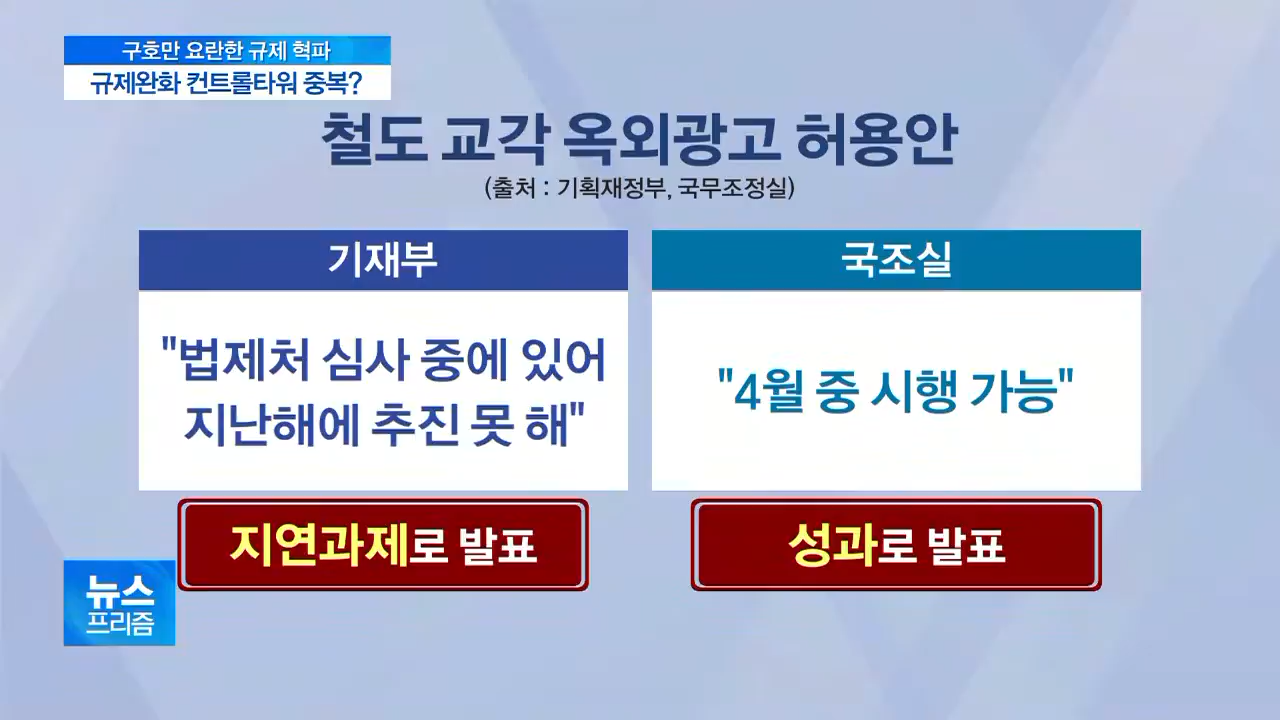 구호만 요란한 규제 혁파
규제완화 컨트롤타워 중복?
철도 교각 옥외광고 허용안
(출처 : 기획재정부, 국무조정실)
기재부
"법제처 심사 중에 있어
지난해에 추진 못 해"
지연과제로 발표
국조실
"4월 중 시행 가능"
성과로 발표
뉴스
프리즘